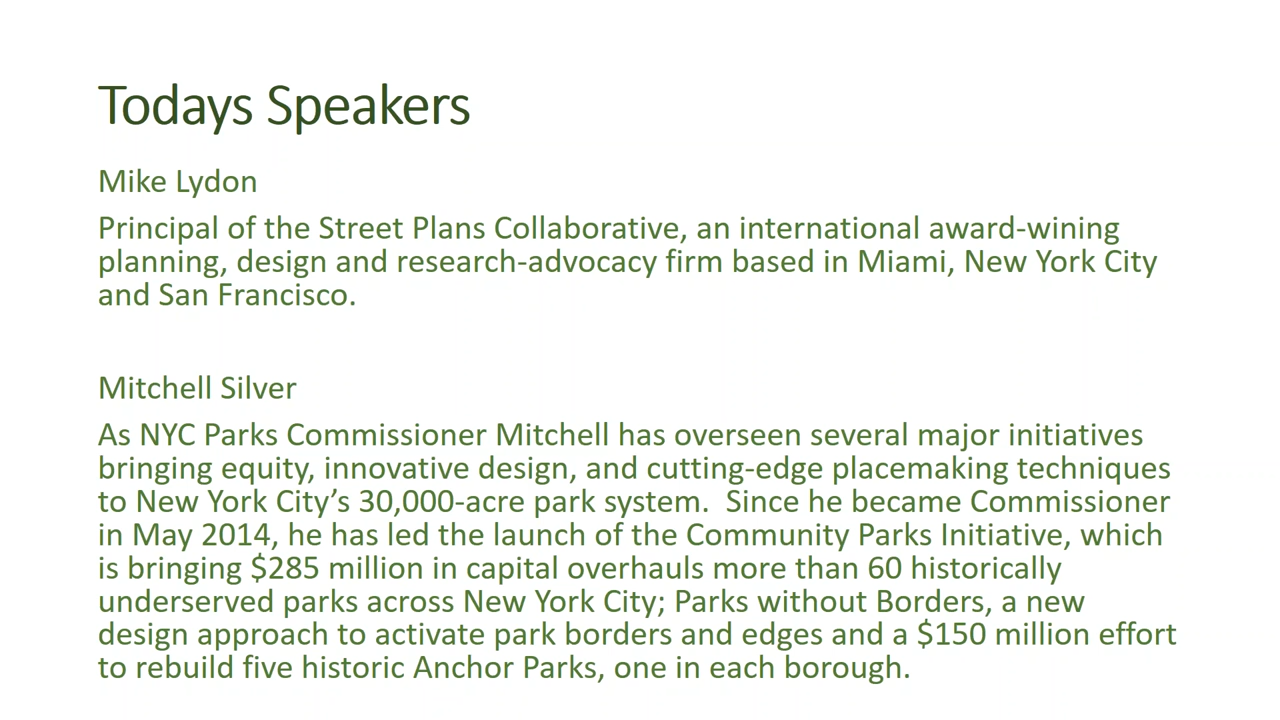 Todays Speakers
Mike Lydon
Principal of the Street Plans Collaborative, an international award-wining
planning, design and research-advocacy firm based in Miami, New York City
and San Francisco.
Mitchell Silver
As NYC Parks Commissioner Mitchell has overseen several major initiatives
bringing equity, innovative design, and cutting-edge placemaking techniques
to New York City’s 30,000-acre park system.  Since he became Commissioner
in May 2014, he has led the launch of the Community Parks Initiative, which
is bringing $285 million in capital overhauls more than 60 historically
underserved parks across New York City; Parks without Borders, a new
design approach to activate park borders and edges and a $150 million effort
to rebuild five historic Anchor Parks, one in each borough.